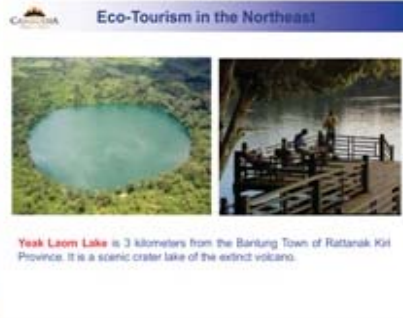 CAMBODIA
Eco-Tourism in the Northeast
Yeak Laom Lake is 3 kilometers from the Banlung Town of Rattanak Kiri
Province. It is a scenic crater lake of the extinct volcano.